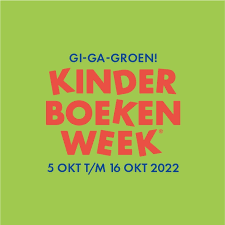 GI-GA-GROEN!
KINDER
BOEKEN
WEEK®
5 OKT T/M 16 OKT 2022